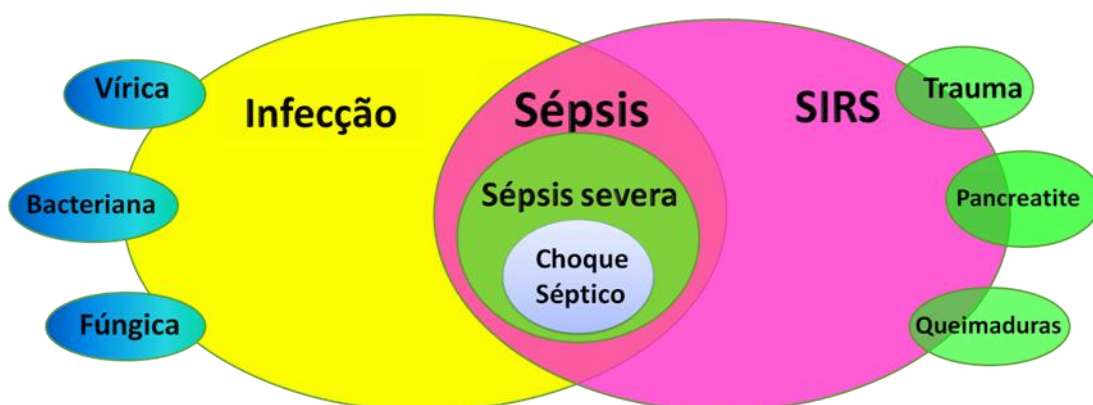 Vírica
Infecção
Sépsis
SIRS
Trauma
Bacteriana
Sépsis severa
Pancreatite
Choque
Séptico
Fúngica
Queimaduras